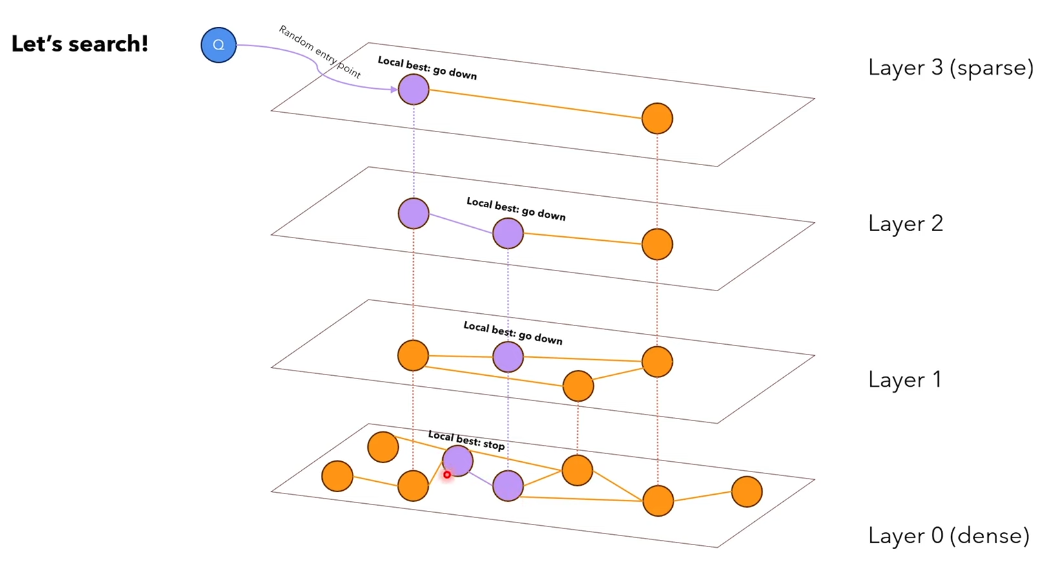 Let's search!
Q
Random entry point
Local best: go down
Layer 3 (sparse)
Local best: go down
Layer 2
Local best: go down
Layer 1
Local best: stop
Layer 0 (dense)